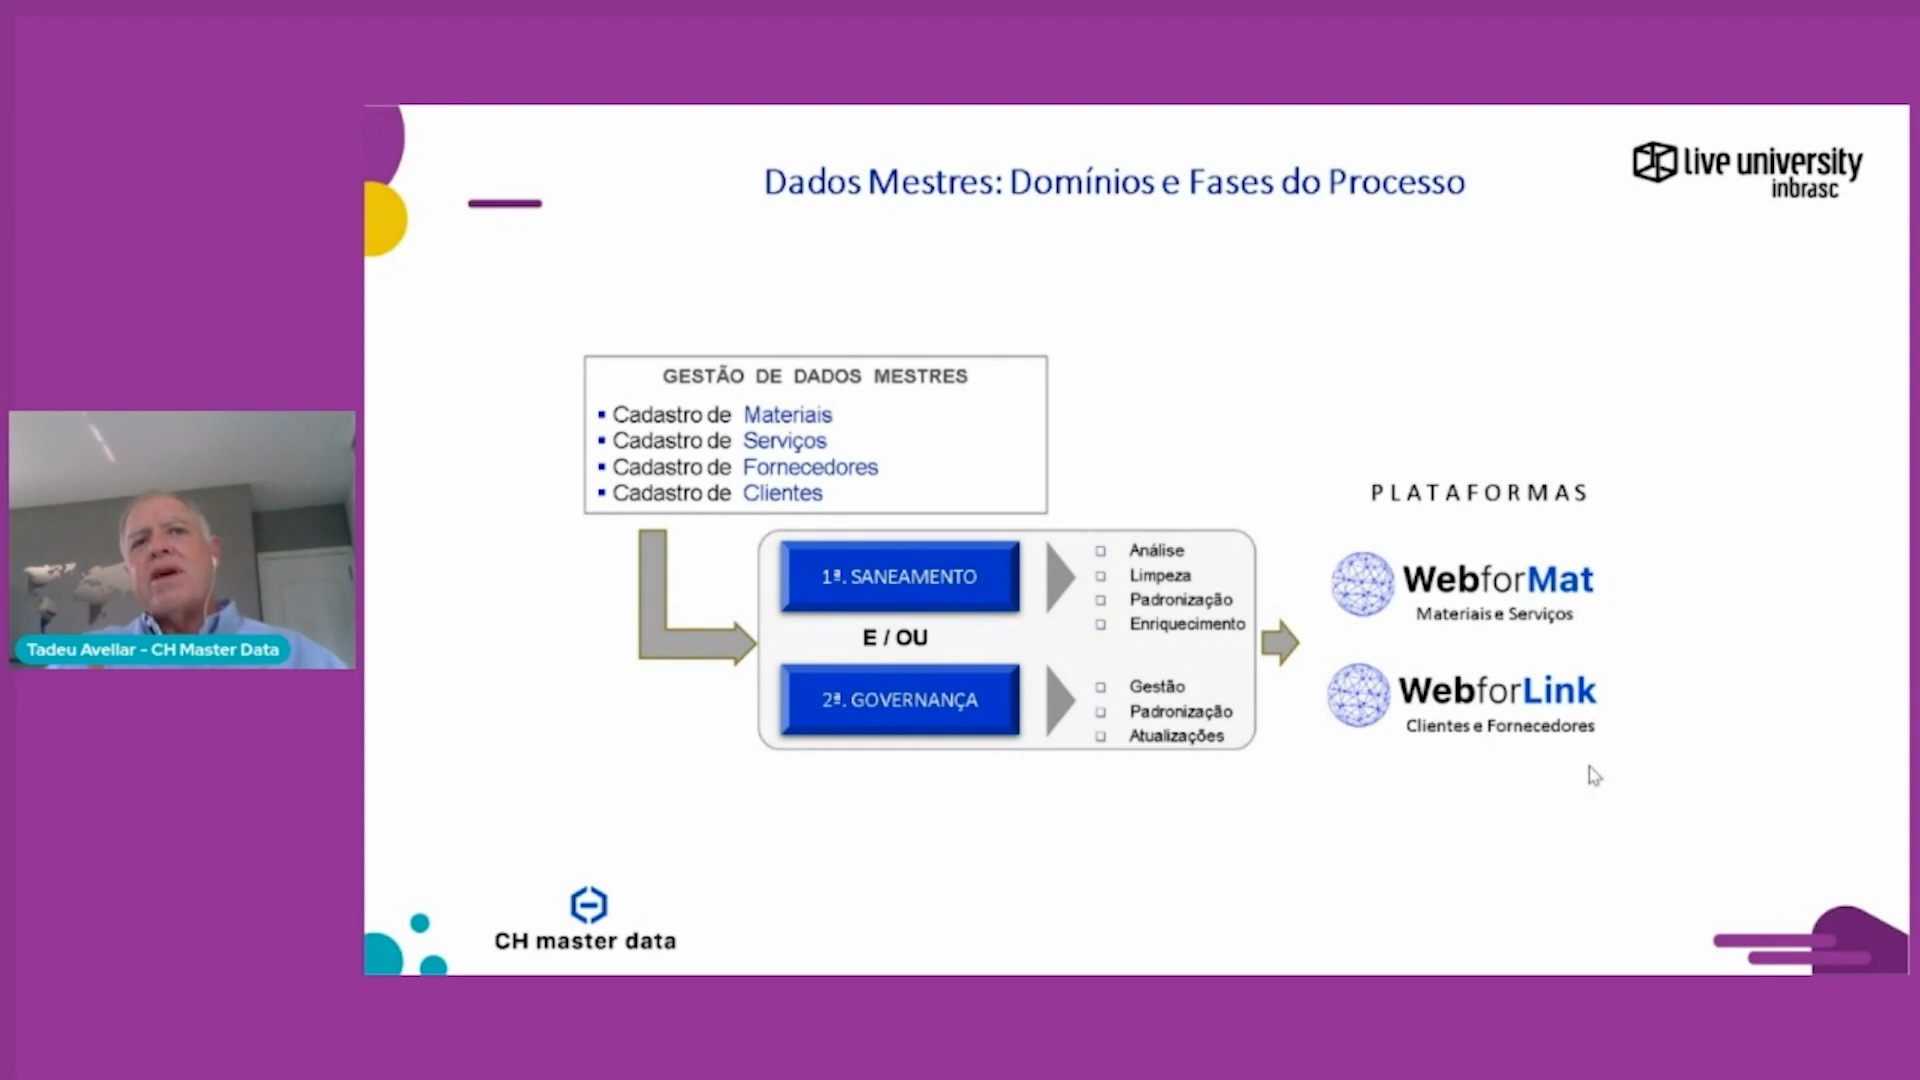 Dados Mestres: Domínios e Fases do Processo
live university
inbrasc
GESTÃO DE DADOS MESTRES
▪ Cadastro de Materiais
▪ Cadastro de Serviços
▪ Cadastro de Fornecedores
▪ Cadastro de Clientes
1ª. SANEAMENTO
❑ Análise
❑ Limpeza
❑ Padronização
❑ Enriquecimento
E / OU
2ª. GOVERNANÇA
❑ Gestão
❑ Padronização
❑ Atualizações
PLATAFORMAS
WebforMat
Materiais e Serviços
WebforLink
Clientes e Fornecedores
Tadeu Avellar - CH Master Data
CH master data